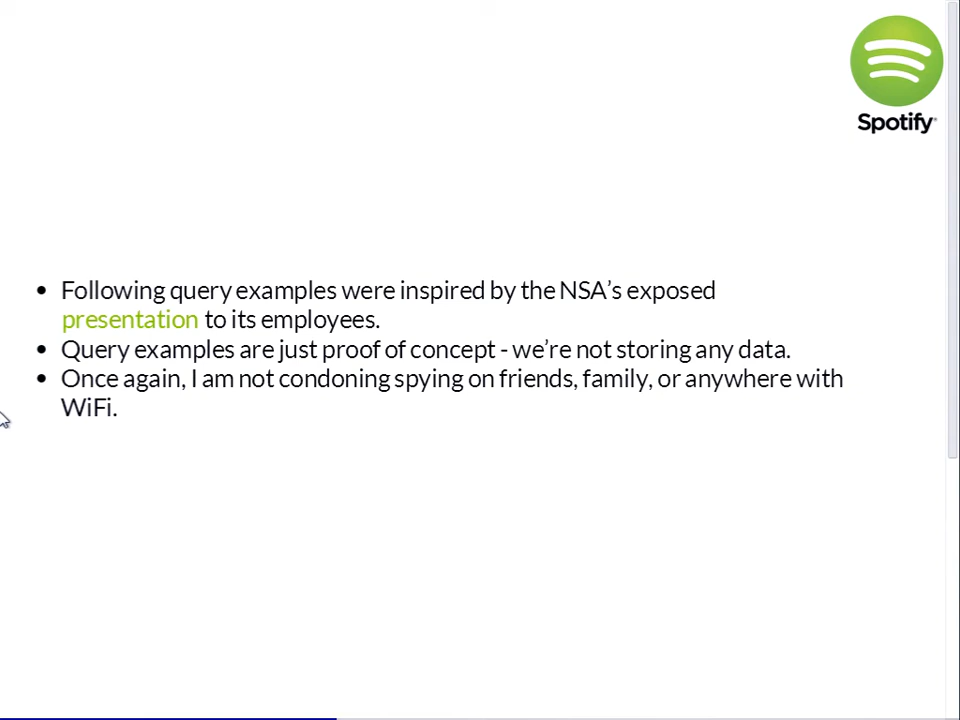 Spotify
Following query examples were inspired by the NSA’s exposed
presentation to its employees.
Query examples are just proof of concept - we’re not storing any data.
Once again, I am not condoning spying on friends, family, or anywhere with
WiFi.